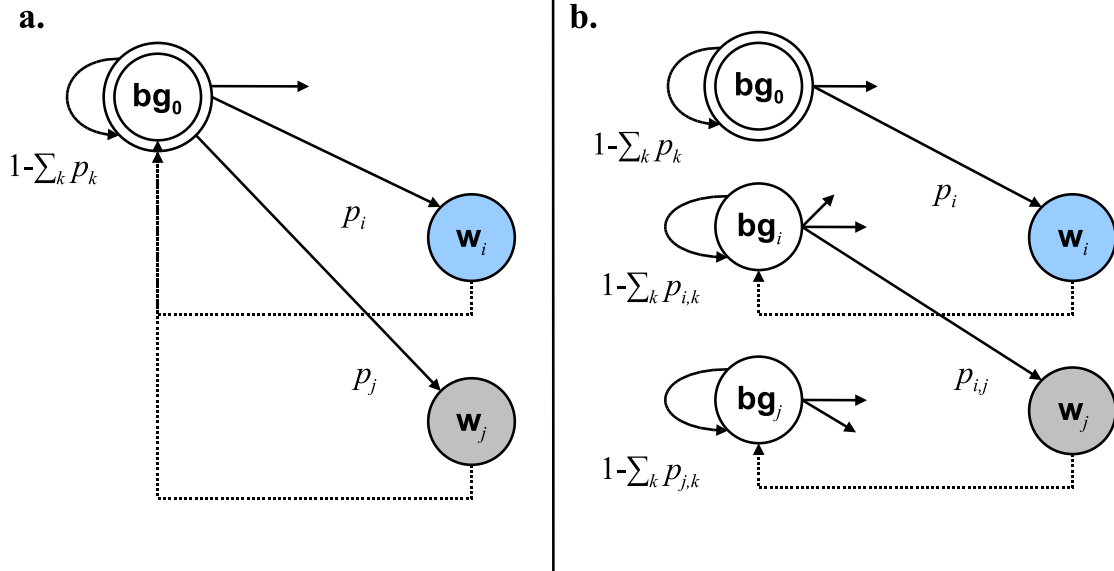 a.
bg₀
1-∑ₖ pₖ
pᵢ
wᵢ
pⱼ
wⱼ
b.
bg₀
1-∑ₖ pₖ
pᵢ
wᵢ
bgᵢ
1-∑ₖ pᵢ,ₖ
pᵢ,ⱼ
wⱼ
bgⱼ
1-∑ₖ pⱼ,ₖ